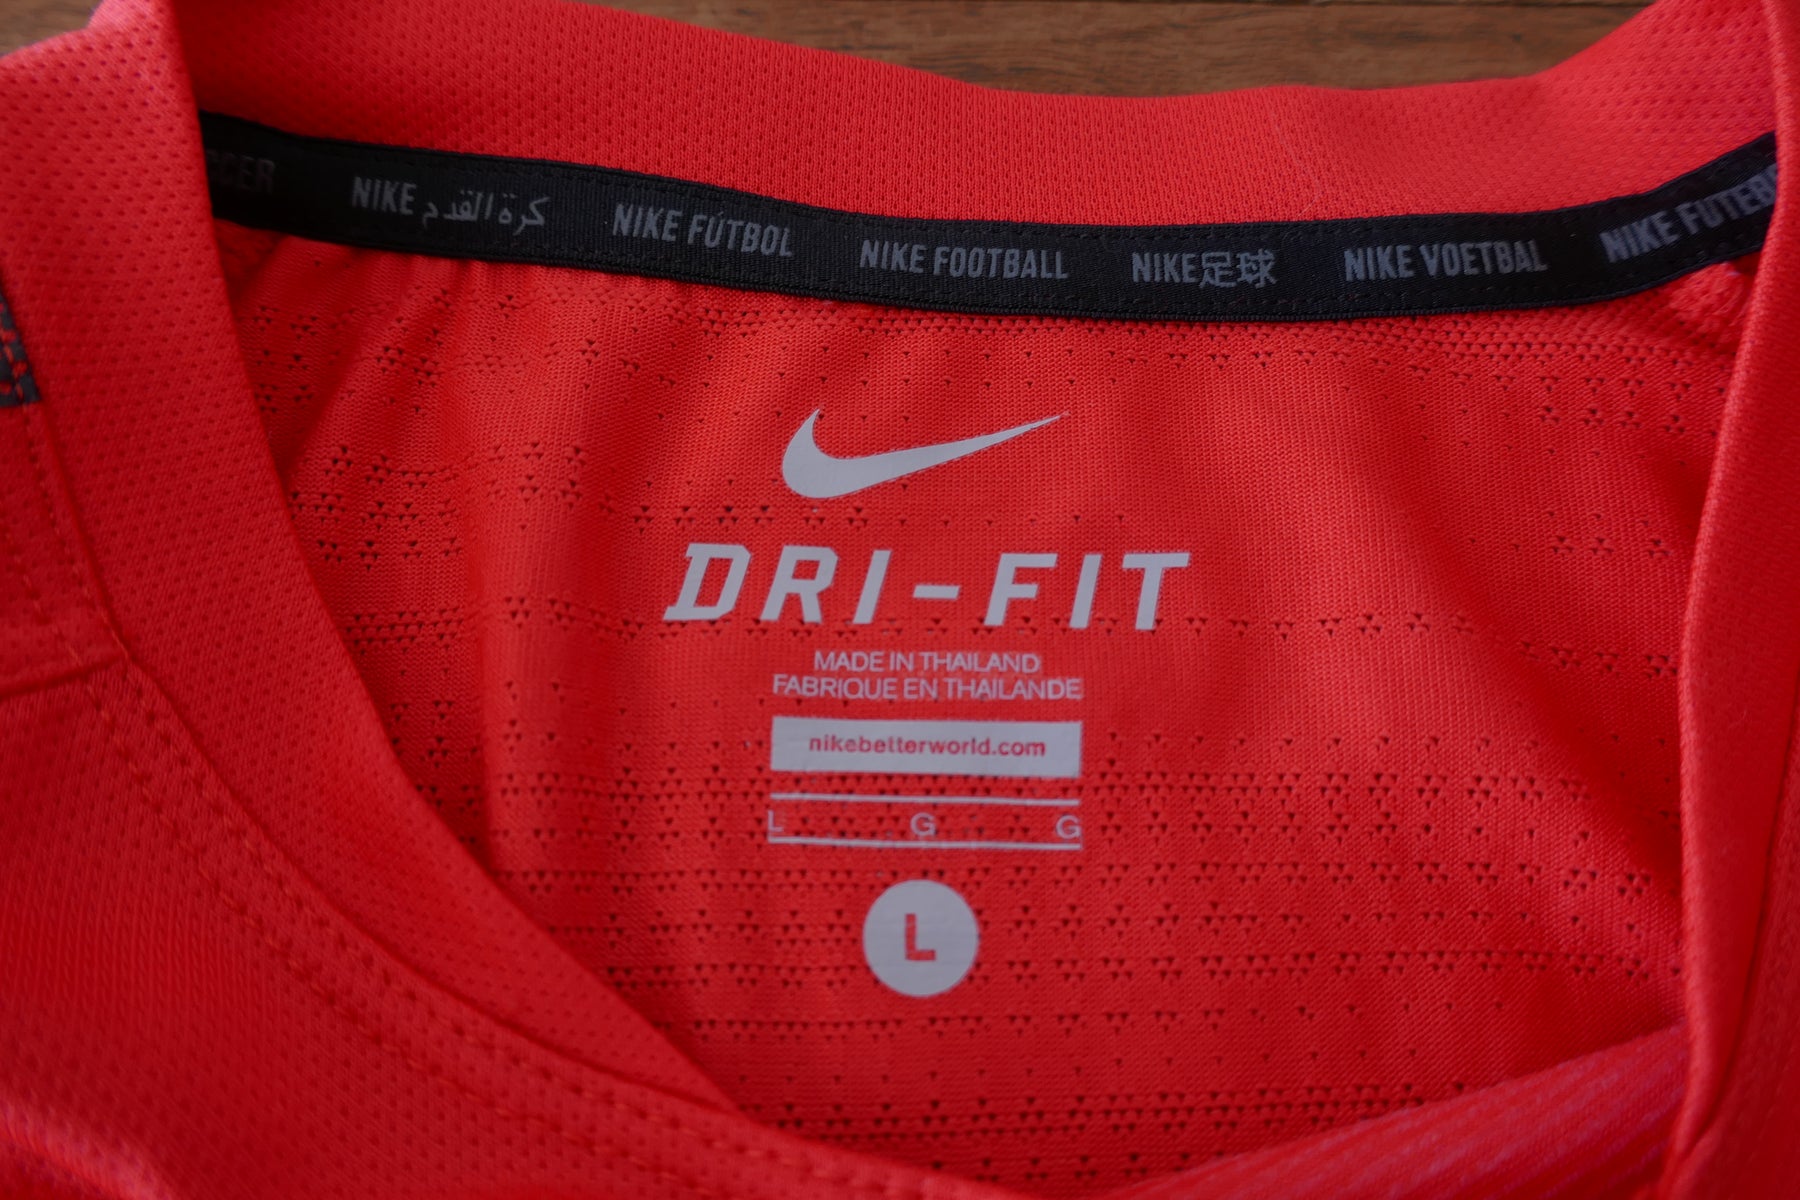 NIKE كرة القدم NIKE FÚTBOL NIKE FOOTBALL NIKE足球 NIKE VOETBAL NIKE
DRI-FIT
MADE IN THAILAND
FABRIQUE EN THAILANDE
nikebetterworld.com
L G G
L